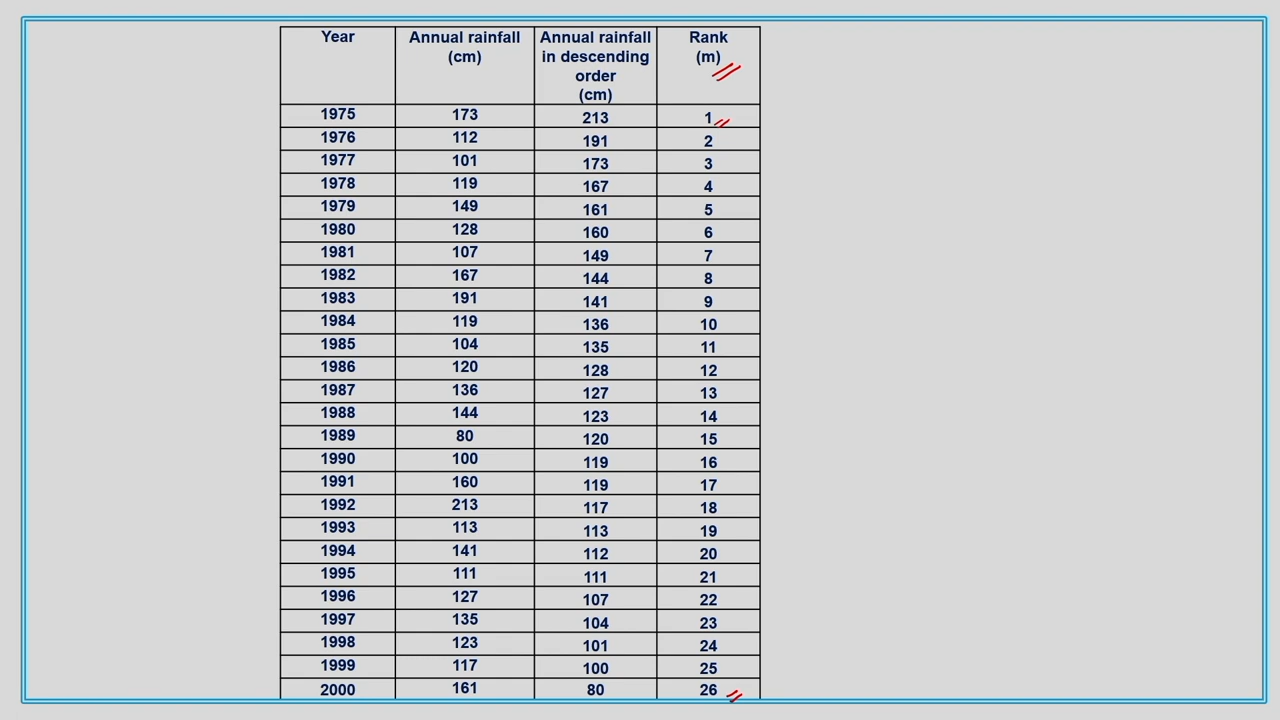 Year Annual rainfall (cm) Annual rainfall in descending order (cm) Rank (m)
1975 173 213 1
1976 112 191 2
1977 101 173 3
1978 119 167 4
1979 149 161 5
1980 128 160 6
1981 107 149 7
1982 167 144 8
1983 191 141 9
1984 119 136 10
1985 104 135 11
1986 120 128 12
1987 136 127 13
1988 144 123 14
1989 80 120 15
1990 100 119 16
1991 160 119 17
1992 213 117 18
1993 113 113 19
1994 141 112 20
1995 111 111 21
1996 127 107 22
1997 135 104 23
1998 123 101 24
1999 117 100 25
2000 161 80 26